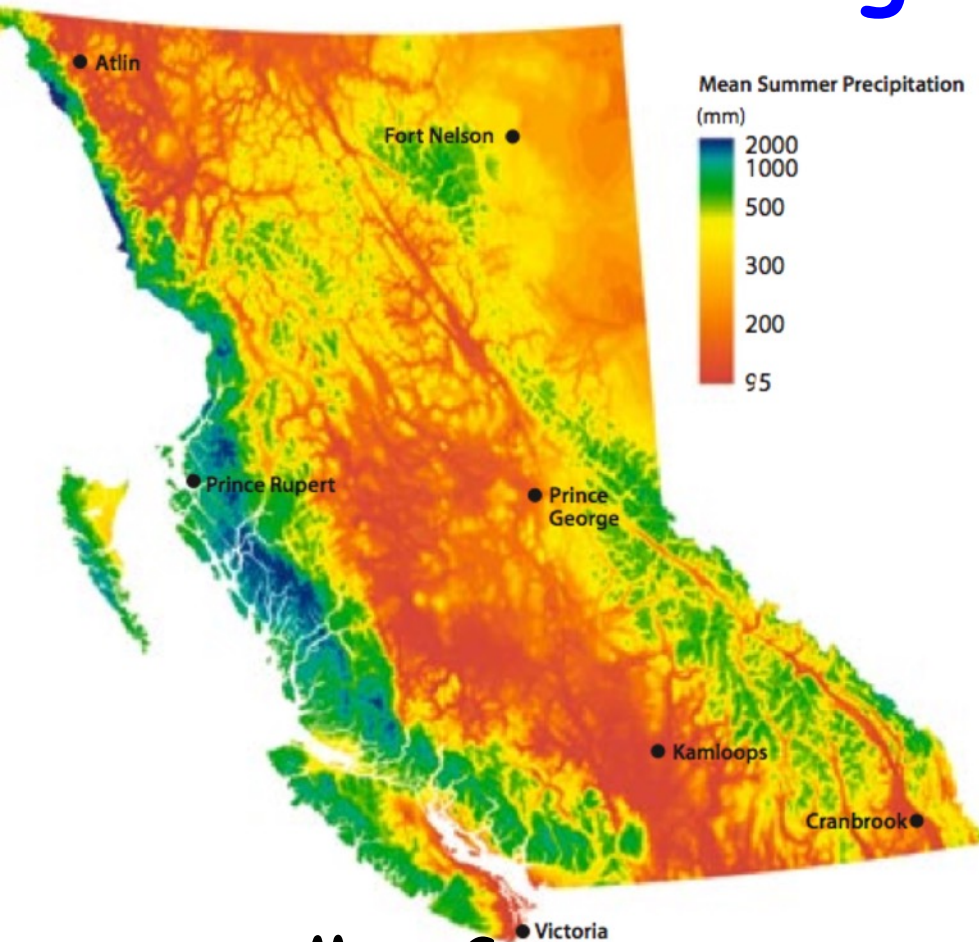 Atlin
Mean Summer Precipitation
(mm)
Fort Nelson
2000
1000
500
300
200
95
Prince Rupert
Prince
George
Kamloops
Cranbrook
Victoria